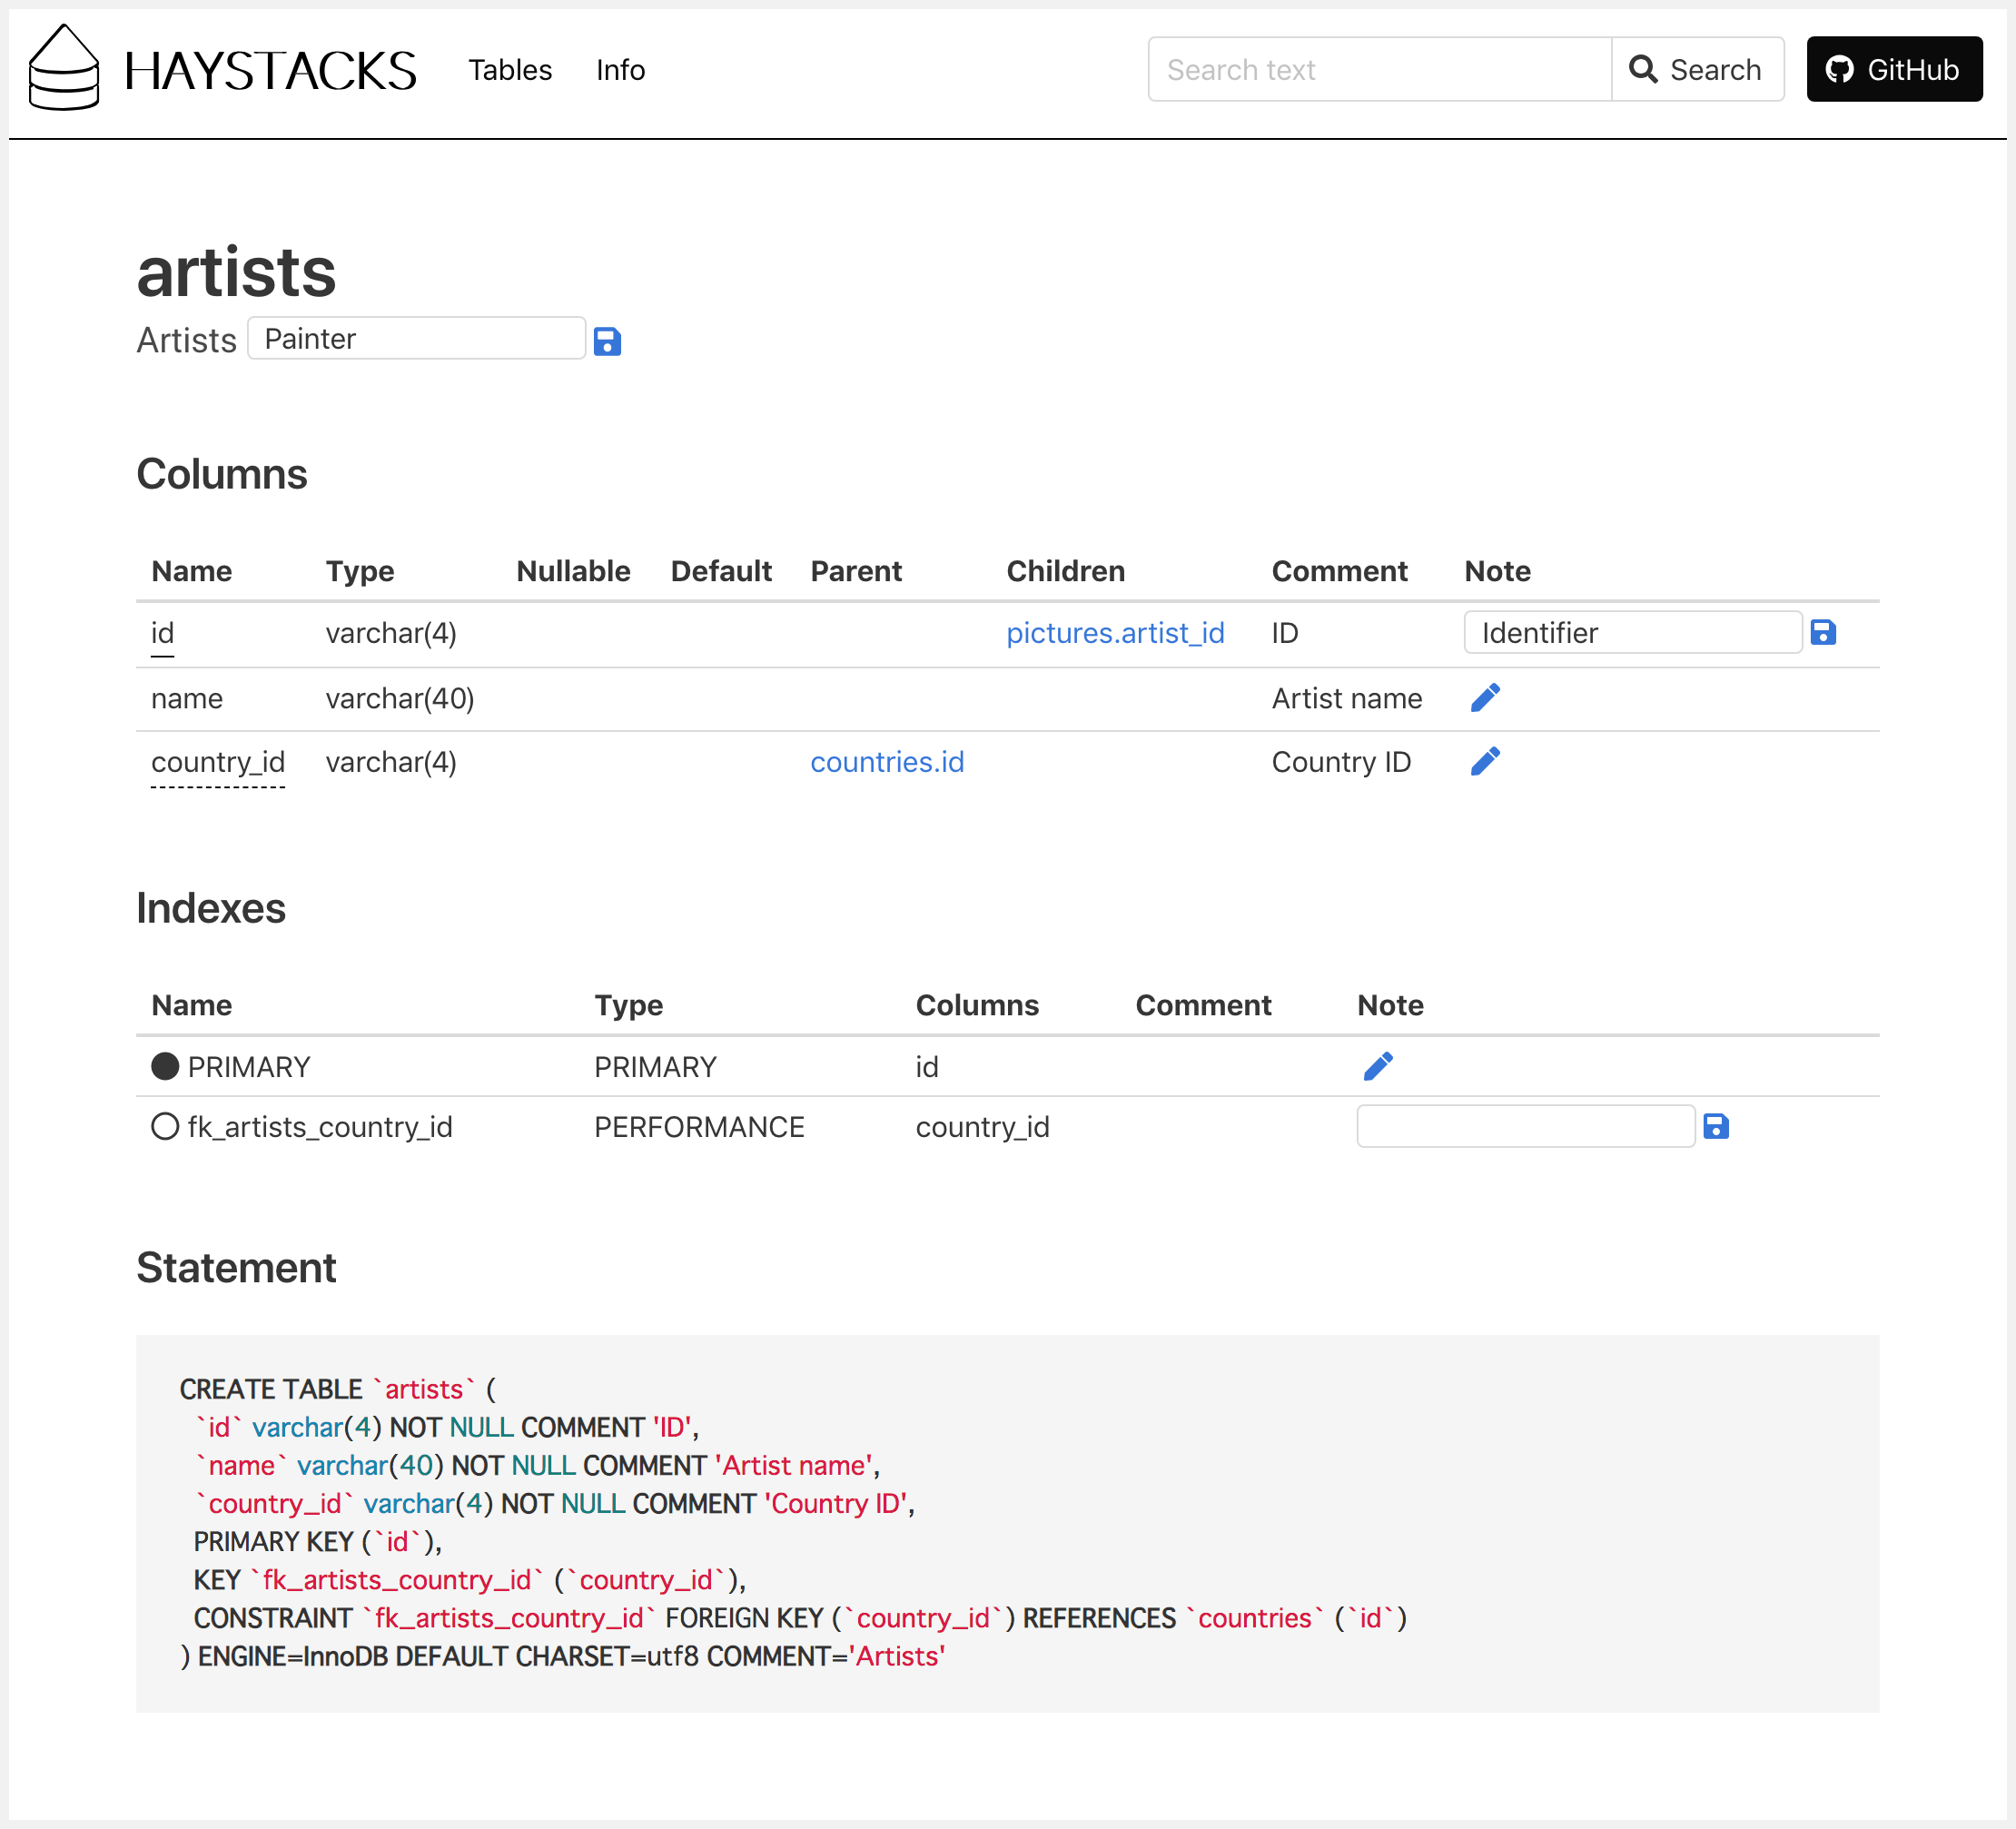 HAYSTACKS Tables Info Search text Search GitHub
artists
Artists Painter
Columns
Name Type Nullable Default Parent Children Comment Note
id varchar(4) pictures.artist_id ID Identifier
name varchar(40) Artist name
country_id varchar(4) countries.id Country ID
Indexes
Name Type Columns Comment Note
PRIMARY PRIMARY id
fk_artists_country_id PERFORMANCE country_id
Statement
CREATE TABLE `artists` (
`id` varchar(4) NOT NULL COMMENT 'ID',
`name` varchar(40) NOT NULL COMMENT 'Artist name',
`country_id` varchar(4) NOT NULL COMMENT 'Country ID',
PRIMARY KEY (`id`),
KEY `fk_artists_country_id` (`country_id`),
CONSTRAINT `fk_artists_country_id` FOREIGN KEY (`country_id`) REFERENCES `countries` (`id`)
) ENGINE=InnoDB DEFAULT CHARSET=utf8 COMMENT='Artists'